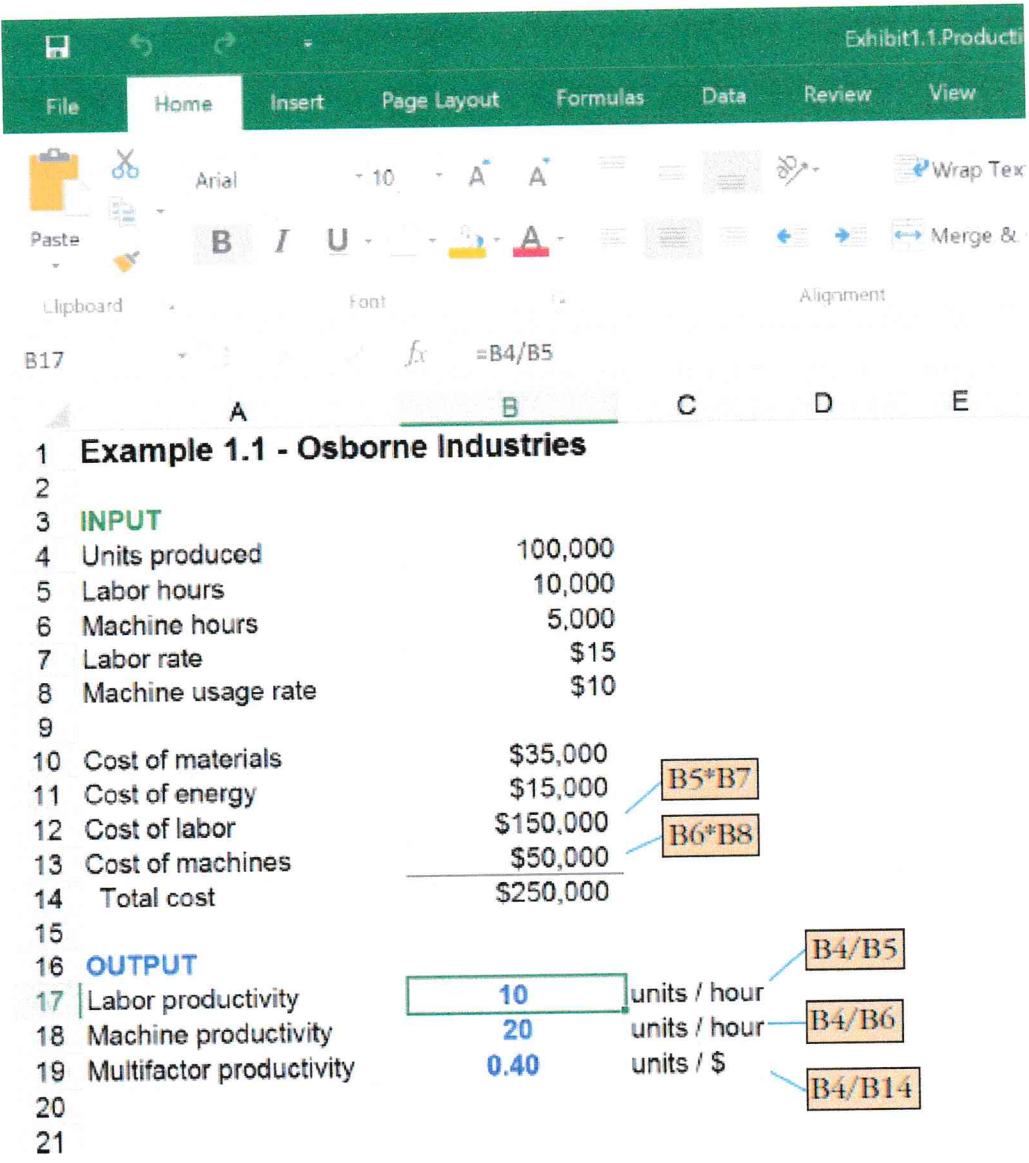 Exhibit1.1.Producti
File Home Insert Page Layout Formulas Data Review View
Arial 10 A A Wrap Tex
Paste B I U A Merge &
Clipboard Font Alignment
B17 fx =B4/B5
A B C D E
1 Example 1.1 - Osborne Industries
2
3 INPUT
4 Units produced 100,000
5 Labor hours 10,000
6 Machine hours 5,000
7 Labor rate $15
8 Machine usage rate $10
9
10 Cost of materials $35,000
11 Cost of energy $15,000 B5*B7
12 Cost of labor $150,000
13 Cost of machines $50,000 B6*B8
14 Total cost $250,000
15
16 OUTPUT B4/B5
17 Labor productivity 10 units / hour
18 Machine productivity 20 units / hour B4/B6
19 Multifactor productivity 0.40 units / $ B4/B14
20
21